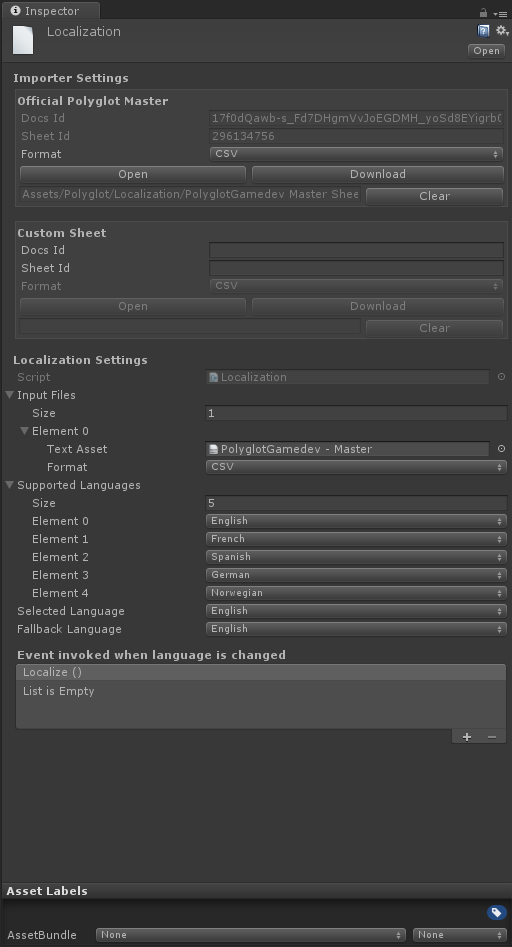 Inspector
Localization
Open
Importer Settings
Official Polyglot Master
Docs Id 17f0dQawb-s_Fd7DHgmVvJoEGDMH_yoSd8EYigrb0
Sheet Id 296134756
Format CSV
Open Download
Assets/Polyglot/Localization/PolyglotGamedev Master Shee Clear
Custom Sheet
Docs Id
Sheet Id
Format CSV
Open Download
Clear
Localization Settings
Script Localization
Input Files
Size 1
Element 0
Text Asset PolyglotGamedev - Master
Format CSV
Supported Languages
Size 5
Element 0 English
Element 1 French
Element 2 Spanish
Element 3 German
Element 4 Norwegian
Selected Language English
Fallback Language English
Event invoked when language is changed
Localize ()
List is Empty
Asset Labels
AssetBundle None None